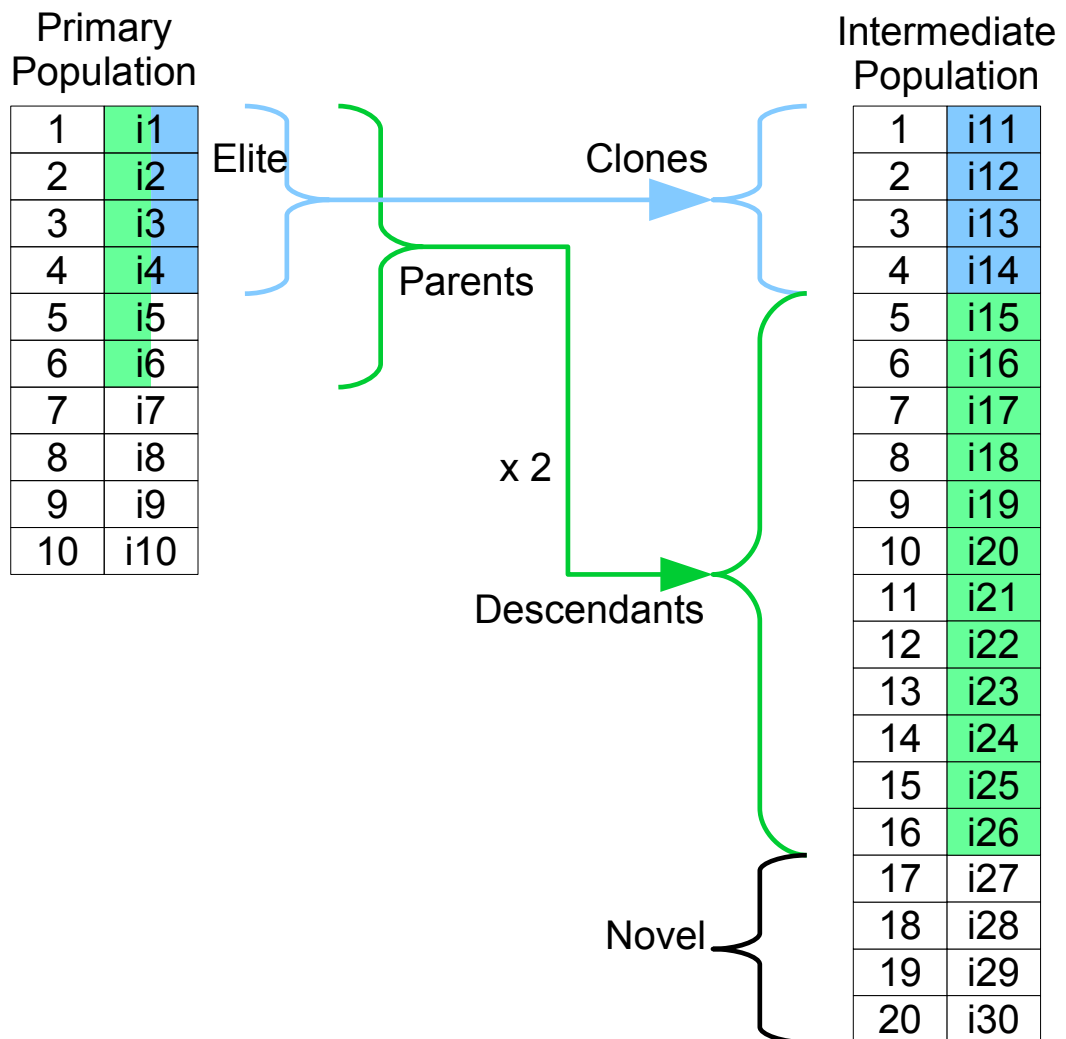 Primary
Population
1 i1
2 i2
3 i3
4 i4
5 i5
6 i6
7 i7
8 i8
9 i9
10 i10
Elite
Parents
Clones
x 2
Descendants
Novel
Intermediate
Population
1 i11
2 i12
3 i13
4 i14
5 i15
6 i16
7 i17
8 i18
9 i19
10 i20
11 i21
12 i22
13 i23
14 i24
15 i25
16 i26
17 i27
18 i28
19 i29
20 i30